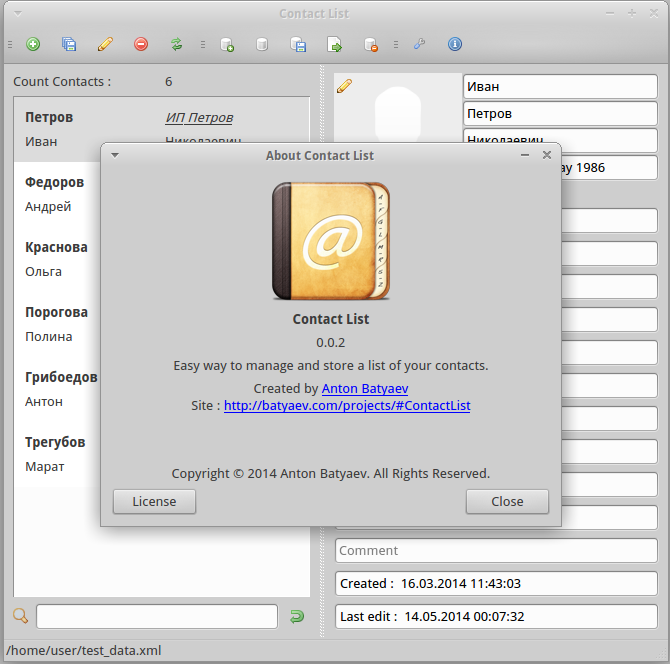 Contact List
Count Contacts :
6
Петров
ИП Петров
Иван
Николаевич
Федоров
Андрей
Краснова
Ольга
Порогова
Полина
Грибоедов
Антон
Трегубов
Марат
Иван
Петров
Николаевич
ay 1986
About Contact List
Contact List
0.0.2
Easy way to manage and store a list of your contacts.
Created by Anton Batyaev
Site : http://batyaev.com/projects/#ContactList
Copyright © 2014 Anton Batyaev. All Rights Reserved.
License
Close
Comment
Created :  16.03.2014 11:43:03
Last edit :  14.05.2014 00:07:32
/home/user/test_data.xml